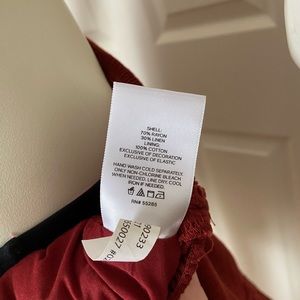 SHELL:
70% RAYON
30% LINEN
LINING:
100% COTTON
EXCLUSIVE OF DECORATION
EXCLUSIVE OF ELASTIC
HAND WASH COLD SEPARATELY.
ONLY NON-CHLORINE BLEACH
WHEN NEEDED. LINE DRY. COOL
IRON IF NEEDED.
RN# 55285